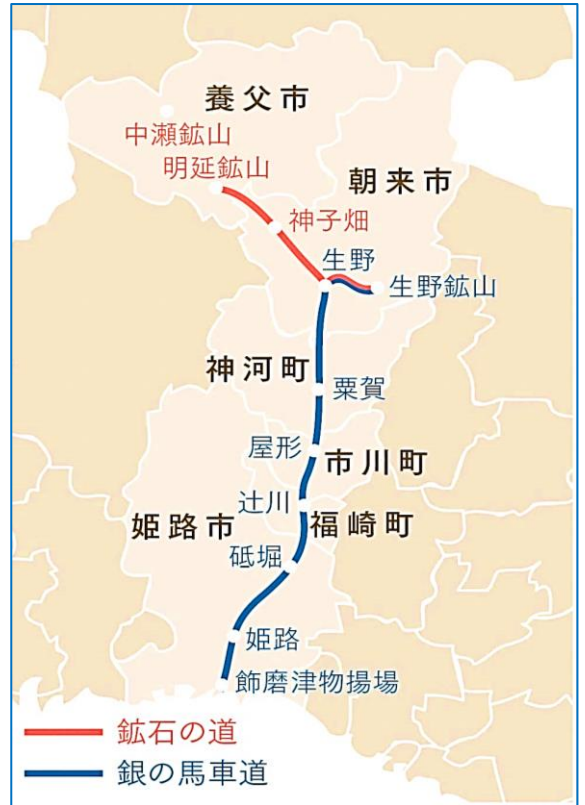 養父市
中瀬鉱山
明延鉱山
朝来市
神子畑
生野
生野鉱山
神河町
粟賀
屋形
市川町
辻川
姫路市
福崎町
砥堀
姫路
飾磨津物揚場
鉱石の道
銀の馬車道